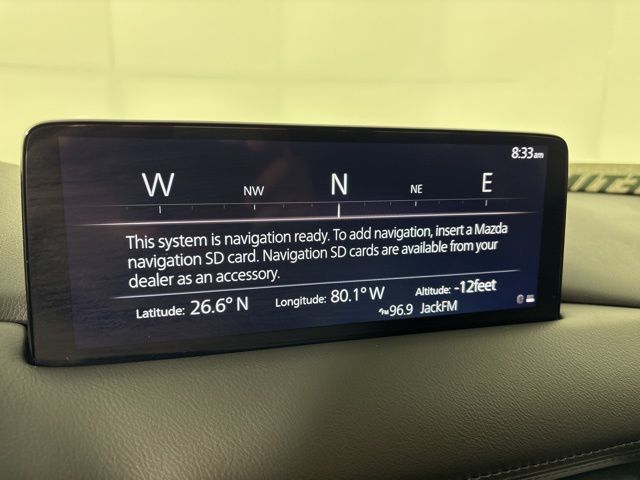 8:33am
W NW N NE E
This system is navigation ready. To add navigation, insert a Mazda
navigation SD card. Navigation SD cards are available from your
dealer as an accessory.
Latitude: 26.6° N Longitude: 80.1° W Altitude: -12feet
FM 96.9 JackFM